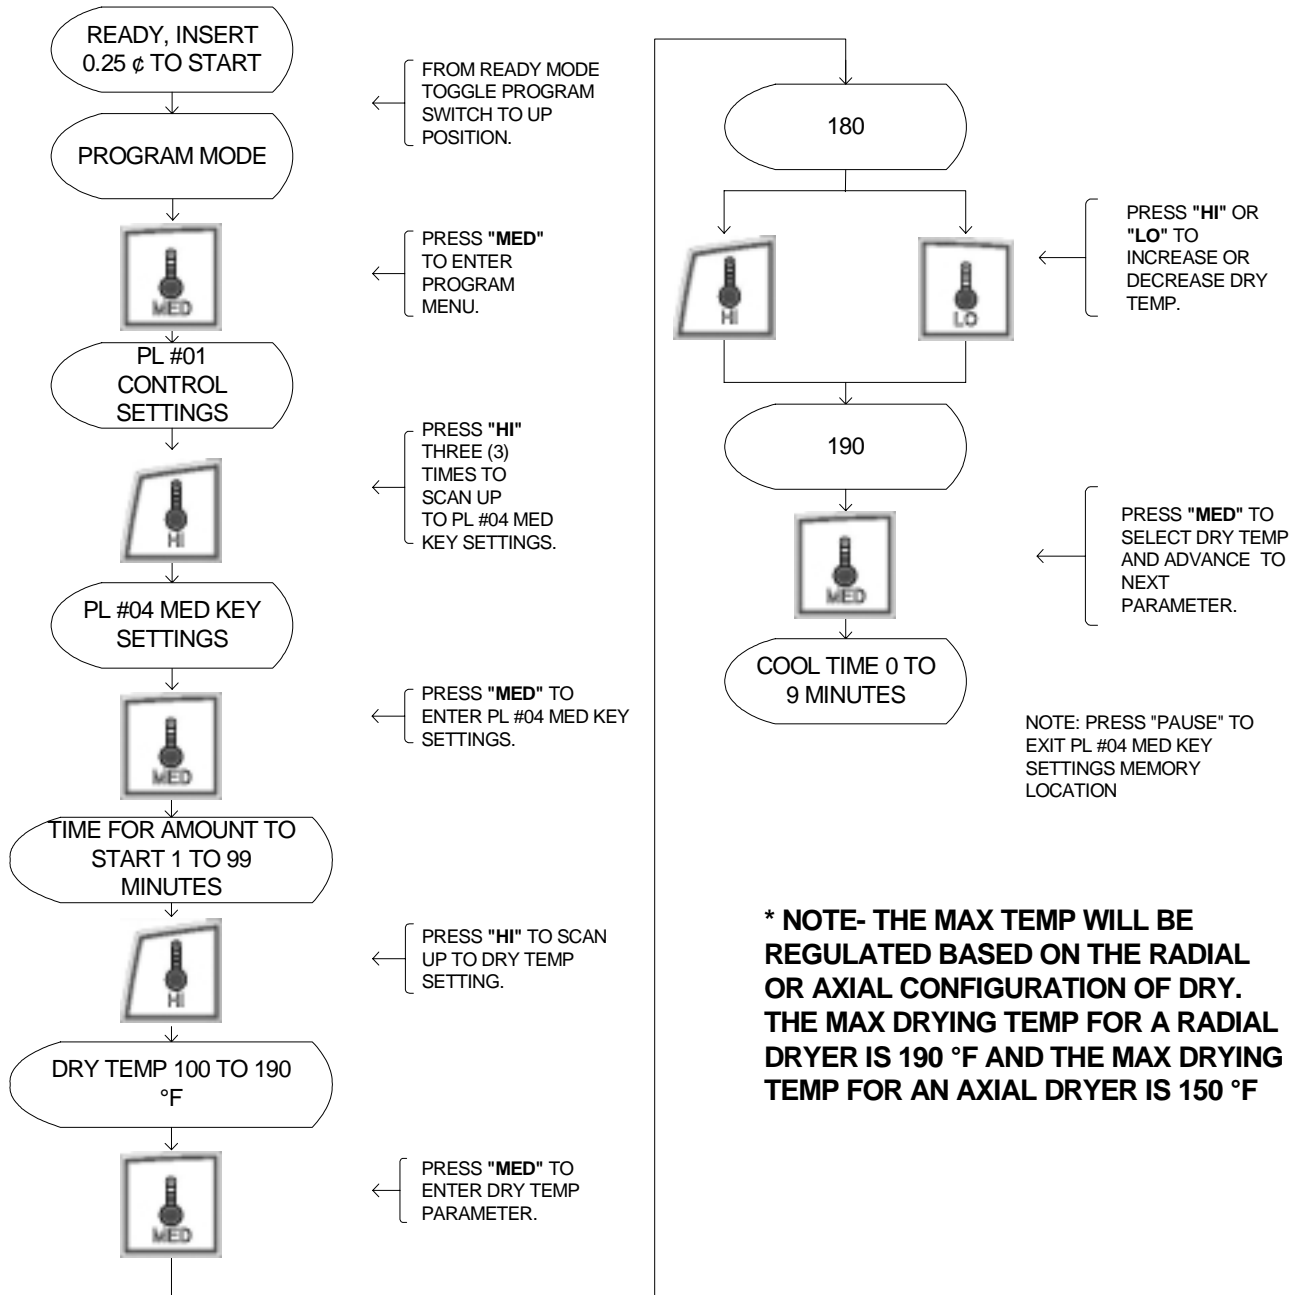 READY, INSERT
0.25 ¢ TO START
FROM READY MODE
TOGGLE PROGRAM
SWITCH TO UP
POSITION.
PROGRAM MODE
MED
PRESS "MED"
TO ENTER
PROGRAM
MENU.
PL #01
CONTROL
SETTINGS
HI
PRESS "HI"
THREE (3)
TIMES TO
SCAN UP
TO PL #04 MED
KEY SETTINGS.
PL #04 MED KEY
SETTINGS
MED
PRESS "MED" TO
ENTER PL #04 MED KEY
SETTINGS.
TIME FOR AMOUNT TO
START 1 TO 99
MINUTES
HI
PRESS "HI" TO SCAN
UP TO DRY TEMP
SETTING.
DRY TEMP 100 TO 190
°F
MED
PRESS "MED" TO
ENTER DRY TEMP
PARAMETER.
180
HI
LO
PRESS "HI" OR
"LO" TO
INCREASE OR
DECREASE DRY
TEMP.
190
MED
PRESS "MED" TO
SELECT DRY TEMP
AND ADVANCE TO
NEXT
PARAMETER.
COOL TIME 0 TO
9 MINUTES
NOTE: PRESS "PAUSE" TO
EXIT PL #04 MED KEY
SETTINGS MEMORY
LOCATION
* NOTE- THE MAX TEMP WILL BE
REGULATED BASED ON THE RADIAL
OR AXIAL CONFIGURATION OF DRY.
THE MAX DRYING TEMP FOR A RADIAL
DRYER IS 190 °F AND THE MAX DRYING
TEMP FOR AN AXIAL DRYER IS 150 °F